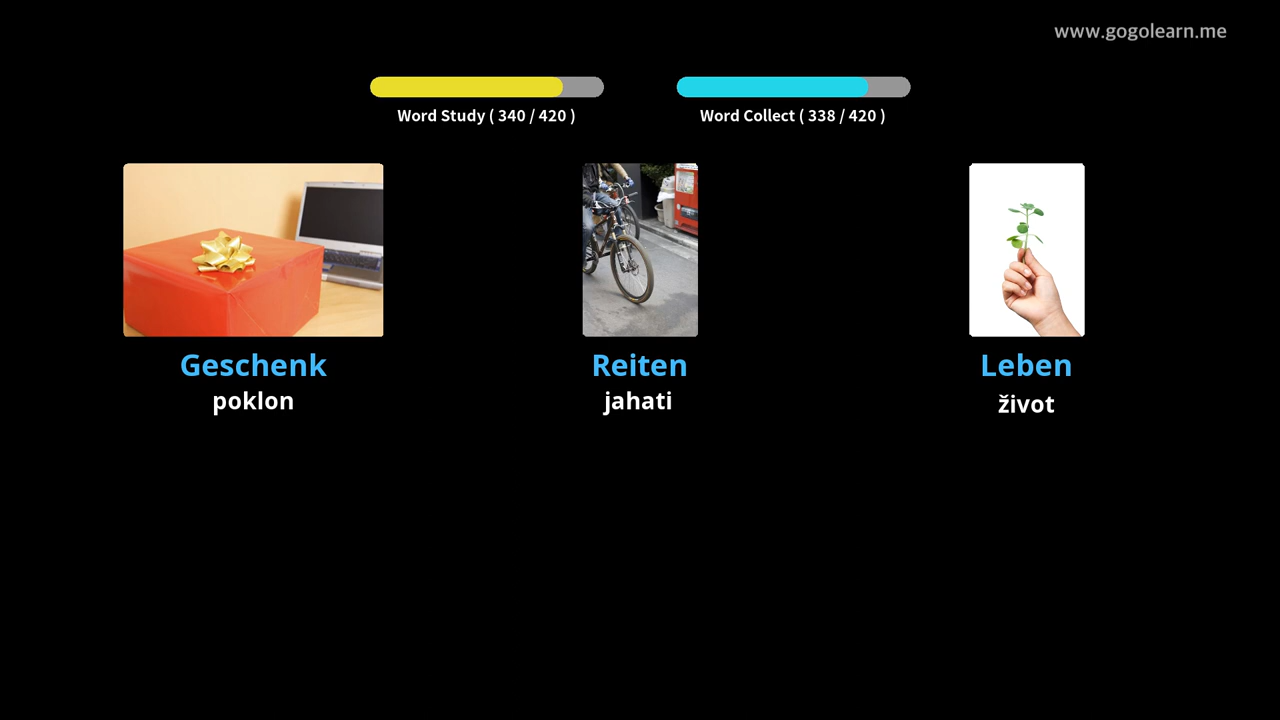 www.gogolearn.me
Word Study ( 340 / 420 )
Word Collect ( 338 / 420 )
Geschenk
poklon
Reiten
jahati
Leben
život